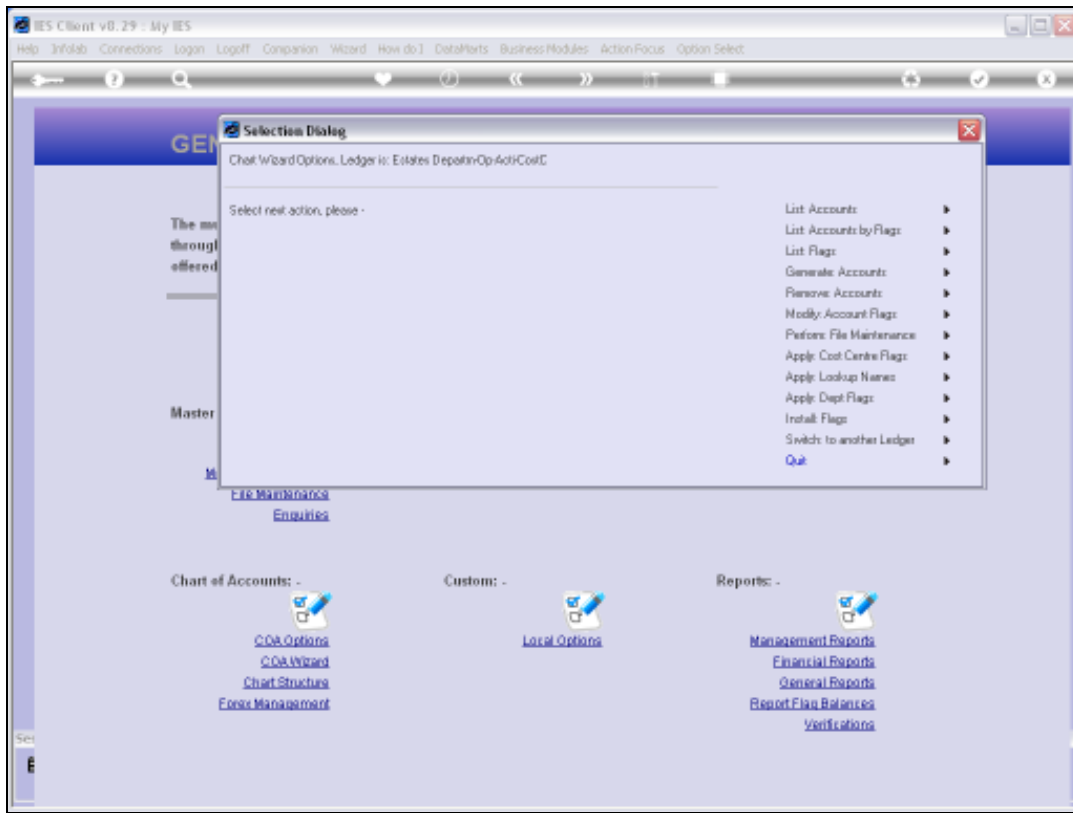 IES Client v8.29 : My IES
Help Infolab Connections Logon Logoff Companion Wizard How do I DataMarts Business Modules Action Focus Option Select
Selection Dialog
GEN
Chart Wizard Options, Ledger is: Estates Departm-Op-Acti-CostC
Select next action, please -
List: Accounts
List: Accounts by Flags
List: Flags
Generate: Accounts
Remove: Accounts
Modify: Account Flags
Perform: File Maintenance
Apply: Cost Centre Flags
Apply: Lookup Names
Apply: Dept Flags
Install: Flags
Switch: to another Ledger
Quit
The
through
offered
Master
M
File Maintenance
Enquiries
Chart of Accounts: -
COA Options
COA Wizard
Chart Structure
Forex Management
Custom: -
Local Options
Reports: -
Management Reports
Financial Reports
General Reports
Report Flag Balances
Verifications
Ses